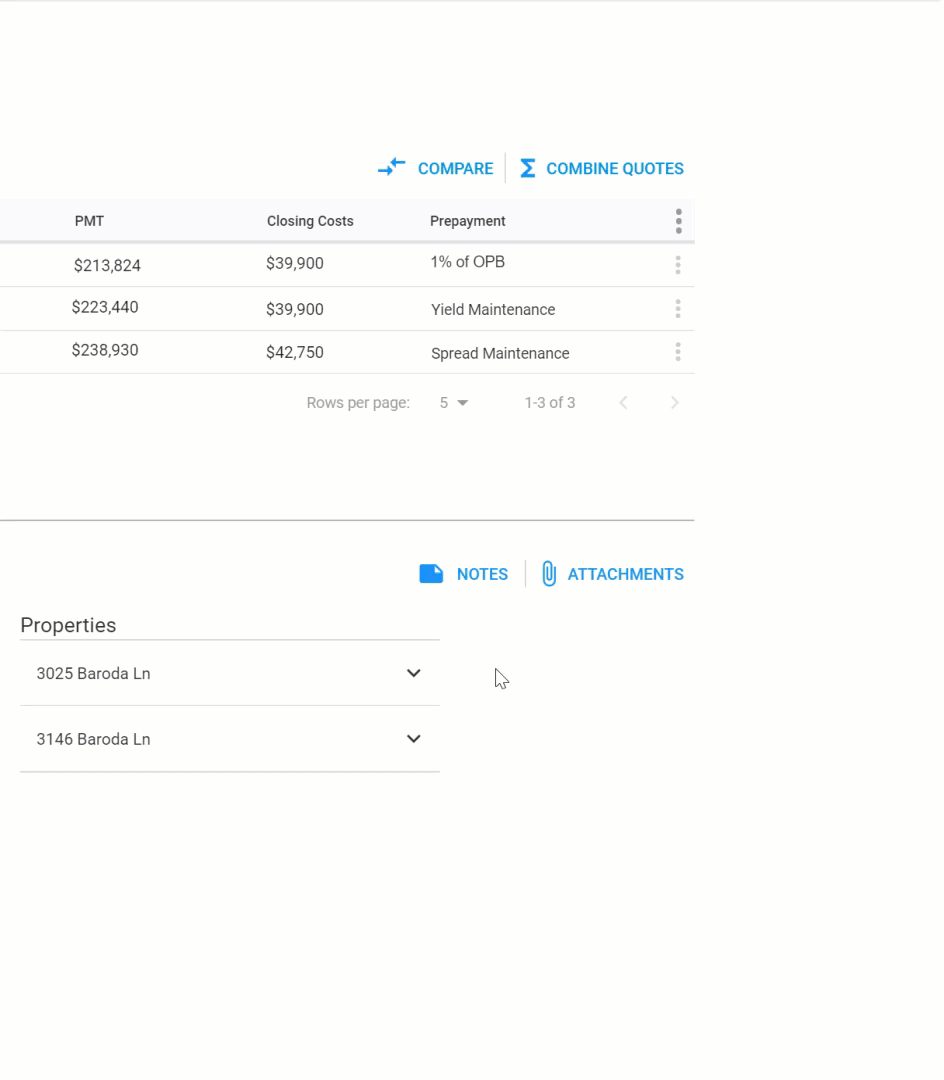 COMPARE COMBINE QUOTES
PMT Closing Costs Prepayment
$213,824 $39,900 1% of OPB
$223,440 $39,900 Yield Maintenance
$238,930 $42,750 Spread Maintenance
Rows per page: 5 1-3 of 3
NOTES ATTACHMENTS
Properties
3025 Baroda Ln
3146 Baroda Ln